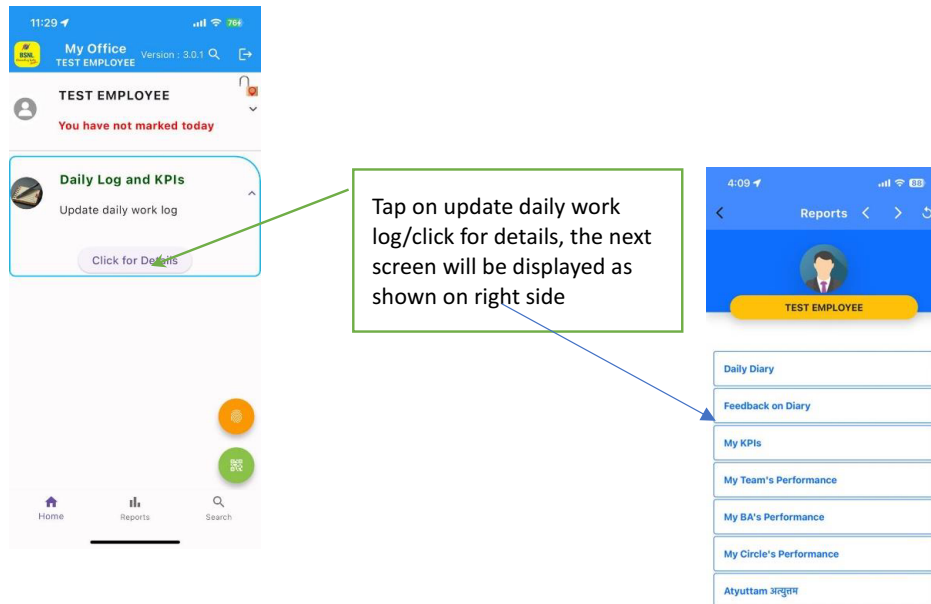 11:29
76
BSNL
My Office
TEST EMPLOYEE
Version : 3.0.1
TEST EMPLOYEE
You have not marked today
Daily Log and KPIs
Update daily work log
Click for Details
Home
Reports
Search
Tap on update daily work
log/click for details, the next
screen will be displayed as
shown on right side
4:09
88
Reports
TEST EMPLOYEE
Daily Diary
Feedback on Diary
My KPIs
My Team's Performance
My BA's Performance
My Circle's Performance
Atyuttam अत्युत्तम